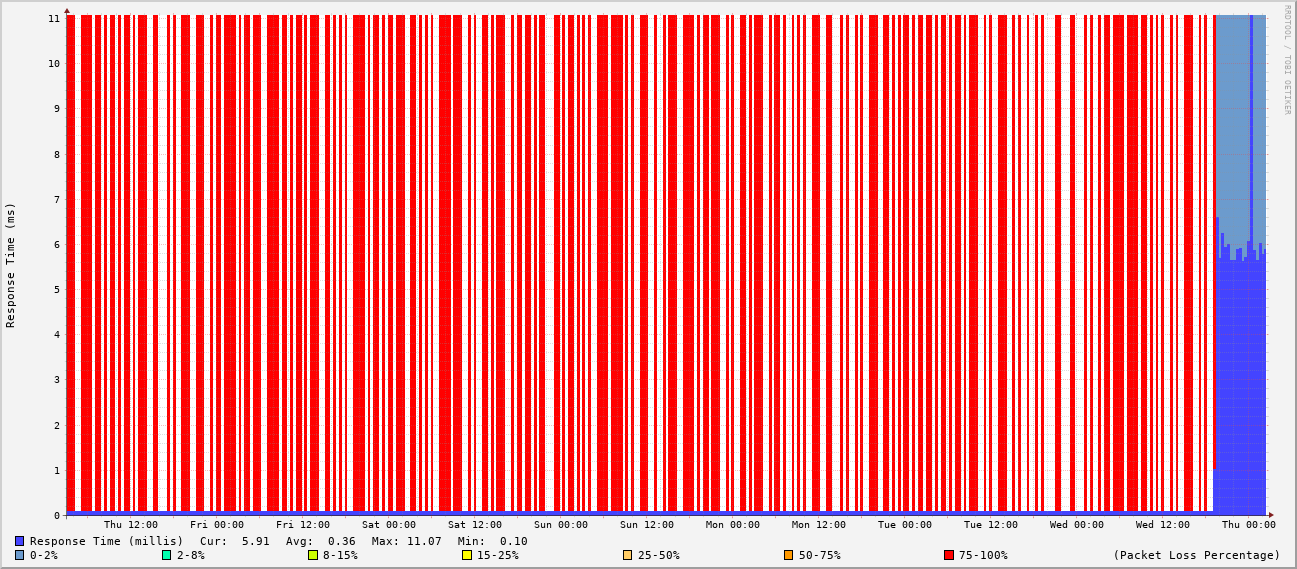 RRDTOOL / TOBI OETIKER
Response Time (ms)
11
10
9
8
7
6
5
4
3
2
1
0
Thu 12:00 Fri 00:00 Fri 12:00 Sat 00:00 Sat 12:00 Sun 00:00 Sun 12:00 Mon 00:00 Mon 12:00 Tue 00:00 Tue 12:00 Wed 00:00 Wed 12:00 Thu 00:00
Response Time (millis) Cur: 5.91 Avg: 0.36 Max: 11.07 Min: 0.10
0-2% 2-8% 8-15% 15-25% 25-50% 50-75% 75-100% (Packet Loss Percentage)